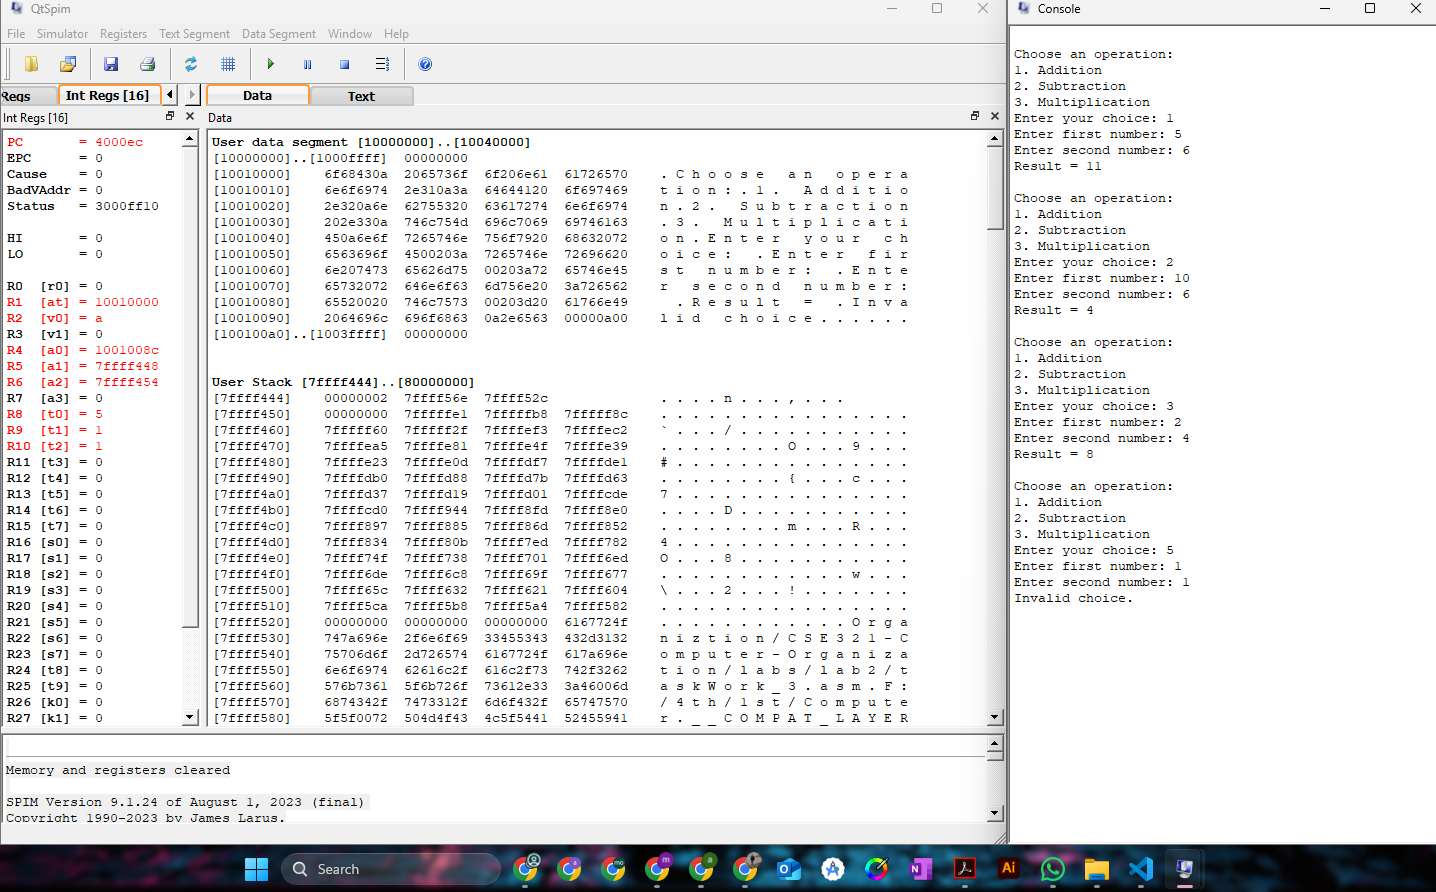 QtSpim
File Simulator Registers Text Segment Data Segment Window Help
Regs Int Regs [16] Data Text
Int Regs [16]
PC = 4000ec
EPC = 0
Cause = 0
BadVAddr = 0
Status = 3000ff10
HI = 0
LO = 0
R0 [r0] = 0
R1 [at] = 10010000
R2 [v0] = a
R3 [v1] = 0
R4 [a0] = 1001008c
R5 [a1] = 7ffff448
R6 [a2] = 7ffff454
R7 [a3] = 0
R8 [t0] = 5
R9 [t1] = 1
R10 [t2] = 1
R11 [t3] = 0
R12 [t4] = 0
R13 [t5] = 0
R14 [t6] = 0
R15 [t7] = 0
R16 [s0] = 0
R17 [s1] = 0
R18 [s2] = 0
R19 [s3] = 0
R20 [s4] = 0
R21 [s5] = 0
R22 [s6] = 0
R23 [s7] = 0
R24 [t8] = 0
R25 [t9] = 0
R26 [k0] = 0
R27 [k1] = 0
Data
User data segment [10000000]..[10040000]
[10000000]..[1000ffff] 00000000
[10010000] 6f68430a 2065736f 6f206e61 61726570 . C h o o s e a n o p e r a
[10010010] 6e6f6974 2e310a3a 64644120 6f697469 t i o n : . 1 . A d d i t i o
[10010020] 2e320a6e 62755320 63617274 6e6f6974 n . 2 . S u b t r a c t i o n
[10010030] 202e330a 746c754d 696c7069 69746163 . 3 . M u l t i p l i c a t i
[10010040] 450a6e6f 7265746e 756f7920 68632072 o n . E n t e r y o u r c h
[10010050] 6563696f 4500203a 7265746e 72696620 o i c e : . E n t e r f i r
[10010060] 6e207473 65626d75 00203a72 65746e45 s t n u m b e r : . E n t e
[10010070] 65732072 646e6f63 6d756e20 3a726562 r s e c o n d n u m b e r :
[10010080] 65520020 746c7573 00203d20 61766e49 . R e s u l t = . I n v a
[10010090] 2064696c 696f6863 0a2e6563 00000a00 l i d c h o i c e . . . . . .
[100100a0]..[1003ffff] 00000000
User Stack [7ffff444]..[80000000]
[7ffff444] 00000002 7ffff56e 7ffff52c . . . . n . . . , . . .
[7ffff450] 00000000 7fffffe1 7fffffb8 7fffff8c . . . . . . . . . . . . . . . .
[7ffff460] 7fffff60 7fffff2f 7ffffef3 7ffffec2 ` . . . / . . . . . . . . . . .
[7ffff470] 7ffffea5 7ffffe81 7ffffe4f 7ffffe39 . . . . . . . . O . . . 9 . . .
[7ffff480] 7ffffe23 7ffffe0d 7ffffdf7 7ffffde1 # . . . . . . . . . . . . . . .
[7ffff490] 7ffffdb0 7ffffd88 7ffffd7b 7ffffd63 . . . . . . . . { . . . c . . .
[7ffff4a0] 7ffffd37 7ffffd19 7ffffd01 7ffffcde 7 . . . . . . . . . . . . . . .
[7ffff4b0] 7ffffcd0 7ffff944 7ffff8fd 7ffff8e0 . . . . D . . . . . . . . . . .
[7ffff4c0] 7ffff897 7ffff885 7ffff86d 7ffff852 . . . . . . . . m . . . R . . .
[7ffff4d0] 7ffff834 7ffff80b 7ffff7ed 7ffff782 4 . . . . . . . . . . . . . . .
[7ffff4e0] 7ffff74f 7ffff738 7ffff701 7ffff6ed O . . . 8 . . . . . . . . . . .
[7ffff4f0] 7ffff6de 7ffff6c8 7ffff69f 7ffff677 . . . . . . . . . . . . w . . .
[7ffff500] 7ffff65c 7ffff632 7ffff621 7ffff604 \ . . . 2 . . . ! . . . . . . .
[7ffff510] 7ffff5ca 7ffff5b8 7ffff5a4 7ffff582 . . . . . . . . . . . . . . . .
[7ffff520] 00000000 00000000 00000000 6167724f . . . . . . . . . . . . O r g a
[7ffff530] 747a696e 2f6e6f69 33455343 432d3132 n i z t i o n / C S E 3 2 1 - C
[7ffff540] 75706d6f 2d726574 6167724f 617a696e o m p u t e r - O r g a n i z a
[7ffff550] 6e6f6974 62616c2f 616c2f73 742f3262 t i o n / l a b s / l a b 2 / t
[7ffff560] 576b7361 5f6b726f 73612e33 3a46006d a s k W o r k _ 3 . a s m . F :
[7ffff570] 6874342f 7473312f 6d6f432f 65747570 / 4 t h / 1 s t / C o m p u t e
[7ffff580] 5f5f0072 504d4f43 4c5f5441 52455941 r . _ _ C O M P A T _ L A Y E R
Memory and registers cleared
SPIM Version 9.1.24 of August 1, 2023 (final)
Copyright 1990-2023 by James Larus.
Console
Choose an operation:
1. Addition
2. Subtraction
3. Multiplication
Enter your choice: 1
Enter first number: 5
Enter second number: 6
Result = 11
Choose an operation:
1. Addition
2. Subtraction
3. Multiplication
Enter your choice: 2
Enter first number: 10
Enter second number: 6
Result = 4
Choose an operation:
1. Addition
2. Subtraction
3. Multiplication
Enter your choice: 3
Enter first number: 2
Enter second number: 4
Result = 8
Choose an operation:
1. Addition
2. Subtraction
3. Multiplication
Enter your choice: 5
Enter first number: 1
Enter second number: 1
Invalid choice.
Search